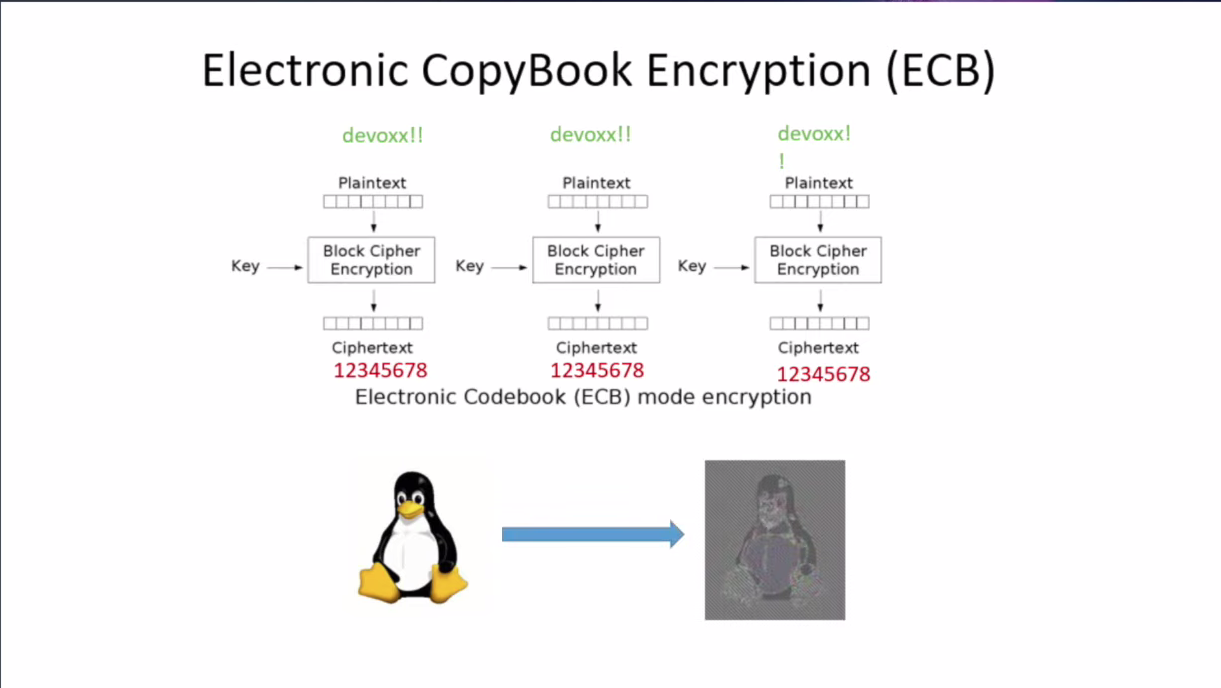 Electronic CopyBook Encryption (ECB)
devoxx!! devoxx!! devoxx!
!
Plaintext Plaintext Plaintext
Key Block Cipher Key Block Cipher Key Block Cipher
Encryption Encryption Encryption
Ciphertext Ciphertext Ciphertext
12345678 12345678 12345678
Electronic Codebook (ECB) mode encryption